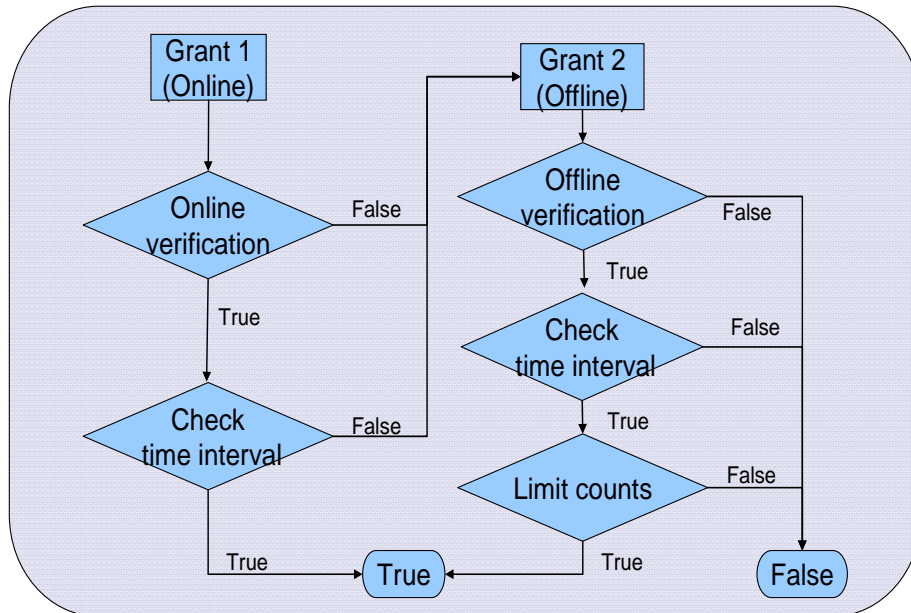 Grant 1
(Online)
Grant 2
(Offline)
Online
verification
False
Offline
verification
False
True
True
Check
time interval
False
Check
time interval
False
True
Limit counts
False
True
True
True
False